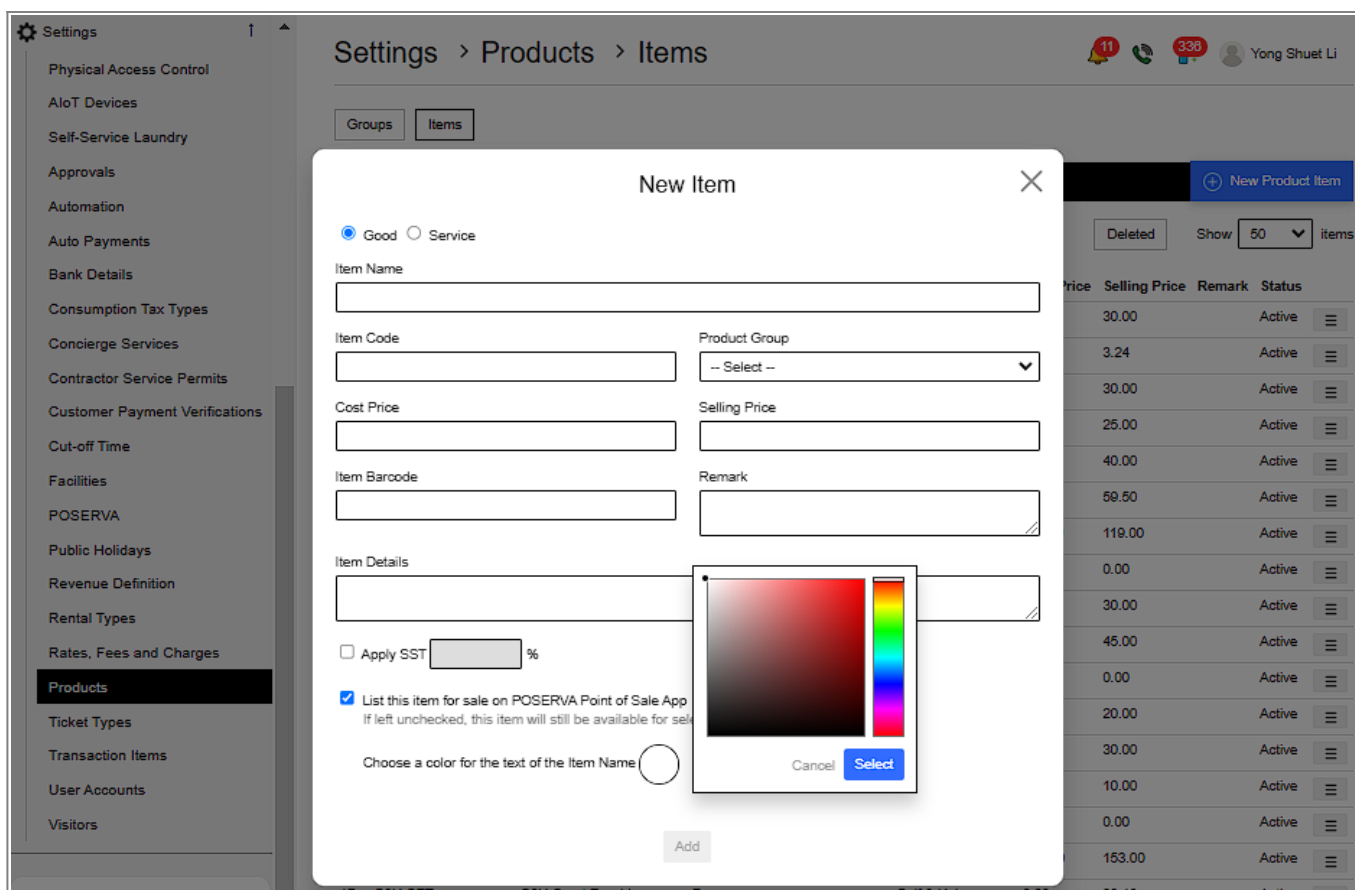 Settings ↑
Physical Access Control
AIoT Devices
Self-Service Laundry
Approvals
Automation
Auto Payments
Bank Details
Consumption Tax Types
Concierge Services
Contractor Service Permits
Customer Payment Verifications
Cut-off Time
Facilities
POSERVA
Public Holidays
Revenue Definition
Rental Types
Rates, Fees and Charges
Products
Ticket Types
Transaction Items
User Accounts
Visitors
Settings > Products > Items
11
336
Yong Shuet Li
Groups Items
New Product Item
Deleted Show 50 items
Price Selling Price Remark Status
30.00 Active
3.24 Active
30.00 Active
25.00 Active
40.00 Active
59.50 Active
119.00 Active
0.00 Active
30.00 Active
45.00 Active
0.00 Active
20.00 Active
30.00 Active
10.00 Active
0.00 Active
153.00 Active
New Item
Good Service
Item Name
Item Code Product Group
-- Select --
Cost Price Selling Price
Item Barcode Remark
Item Details
Apply SST %
List this item for sale on POSERVA Point of Sale App
If left unchecked, this item will still be available for
Choose a color for the text of the Item Name
Cancel Select
Add